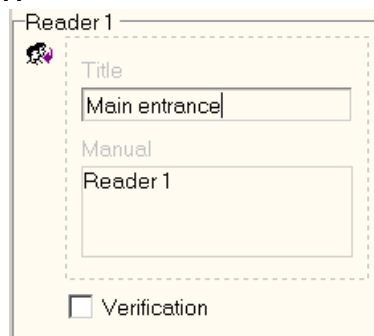 Reader 1
Title
Main entrance
Manual
Reader 1
Verification